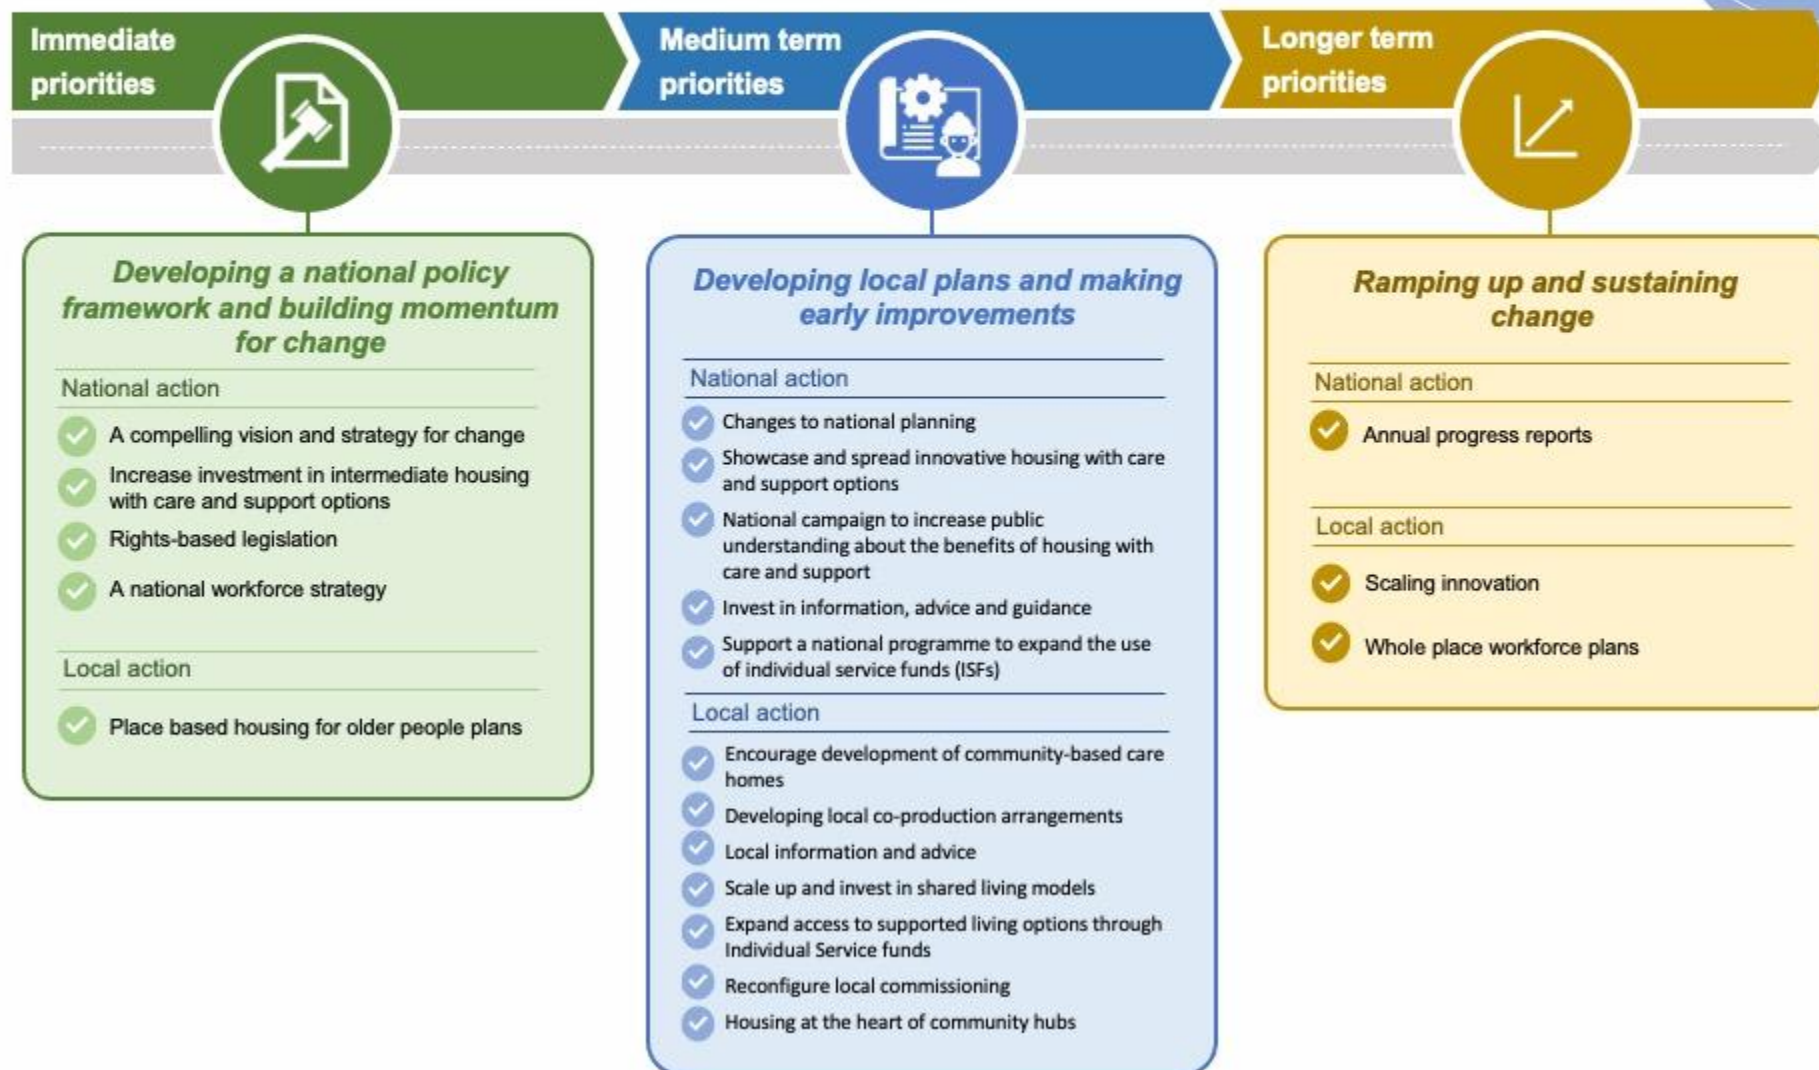 Immediate
priorities
Medium term
priorities
Longer term
priorities
Developing a national policy
framework and building momentum
for change
National action
A compelling vision and strategy for change
Increase investment in intermediate housing
with care and support options
Rights-based legislation
A national workforce strategy
Local action
Place based housing for older people plans
Developing local plans and making
early improvements
National action
Changes to national planning
Showcase and spread innovative housing with care
and support options
National campaign to increase public
understanding about the benefits of housing with
care and support
Invest in information, advice and guidance
Support a national programme to expand the use
of individual service funds (ISFs)
Local action
Encourage development of community-based care
homes
Developing local co-production arrangements
Local information and advice
Scale up and invest in shared living models
Expand access to supported living options through
Individual Service funds
Reconfigure local commissioning
Housing at the heart of community hubs
Ramping up and sustaining
change
National action
Annual progress reports
Local action
Scaling innovation
Whole place workforce plans